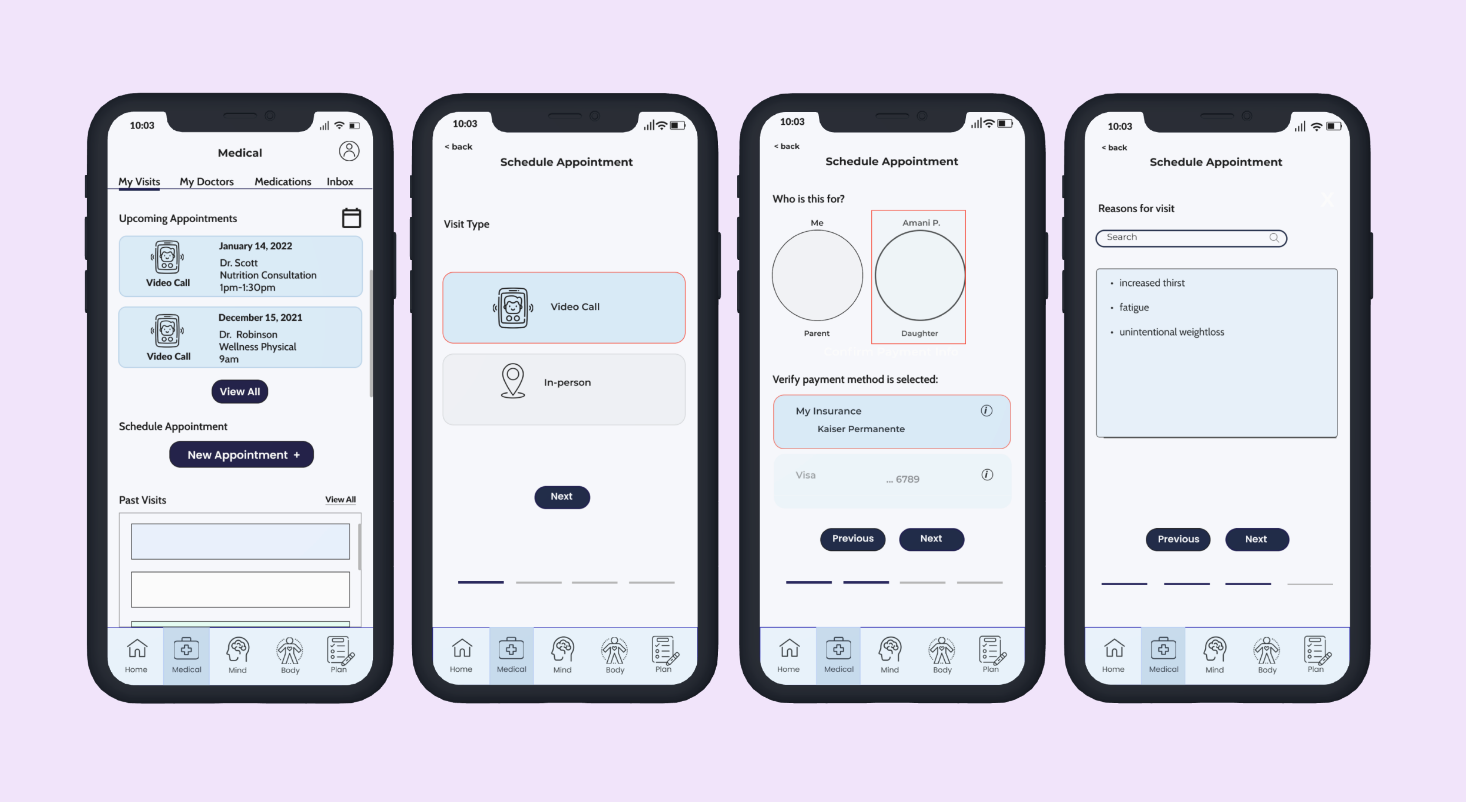 10:03
Medical
My Visits My Doctors Medications Inbox
Upcoming Appointments
January 14, 2022
Dr. Scott
Nutrition Consultation
1pm-1:30pm
Video Call
December 15, 2021
Dr. Robinson
Wellness Physical
9am
Video Call
View All
Schedule Appointment
New Appointment +
Past Visits View All
Home Medical Mind Body Plan
10:03
< back
Schedule Appointment
Visit Type
Video Call
In-person
Next
Home Medical Mind Body Plan
10:03
< back
Schedule Appointment
Who is this for?
Me Amani P.
Parent Daughter
Verify payment method is selected:
My Insurance i
Kaiser Permanente
Visa ... 6789 i
Previous Next
Home Medical Mind Body Plan
10:03
< back
Schedule Appointment
X
Reasons for visit
Search
• increased thirst
• fatigue
• unintentional weightloss
Previous Next
Home Medical Mind Body Plan